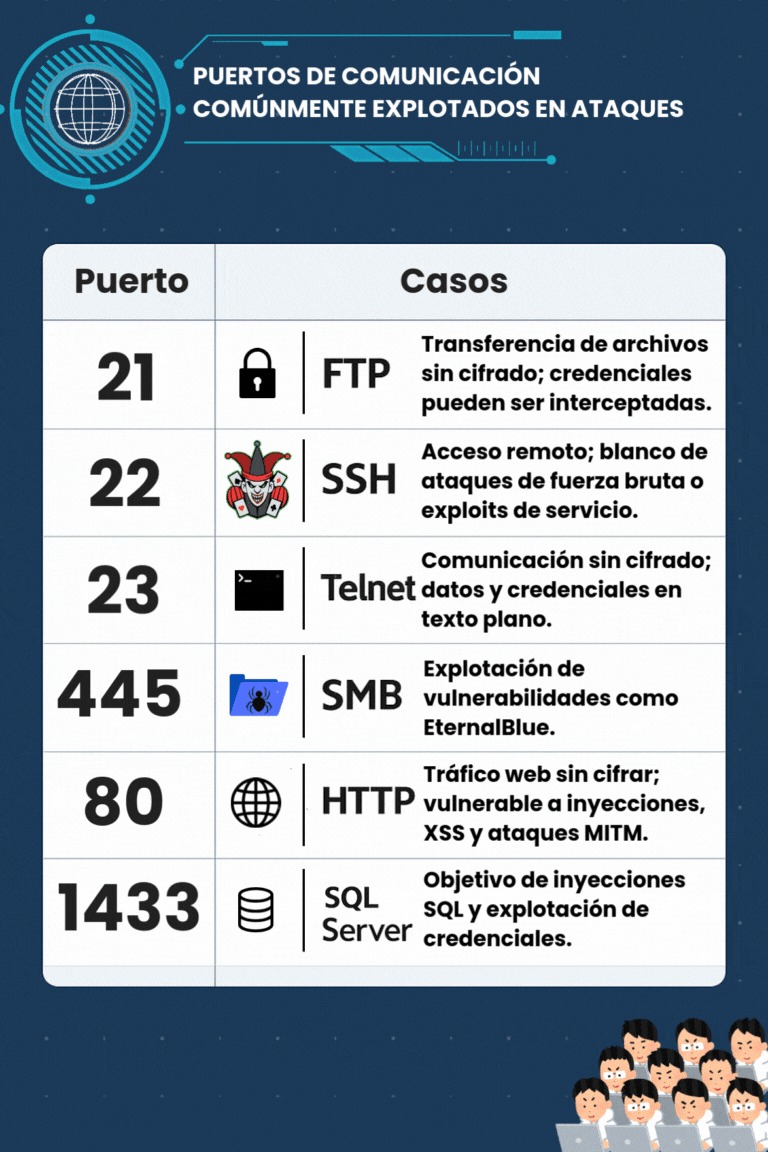 PUERTOS DE COMUNICACIÓN
COMÚNMENTE EXPLOTADOS EN ATAQUES
Puerto
Casos
21
FTP
Transferencia de archivos
sin cifrado; credenciales
pueden ser interceptadas.
22
SSH
Acceso remoto; blanco de
ataques de fuerza bruta o
exploits de servicio.
23
>_
Telnet
Comunicación sin cifrado;
datos y credenciales en
texto plano.
445
SMB
Explotación de
vulnerabilidades como
EternalBlue.
80
HTTP
Tráfico web sin cifrar;
vulnerable a inyecciones,
XSS y ataques MITM.
1433
SQL
Server
Objetivo de inyecciones
SQL y explotación de
credenciales.